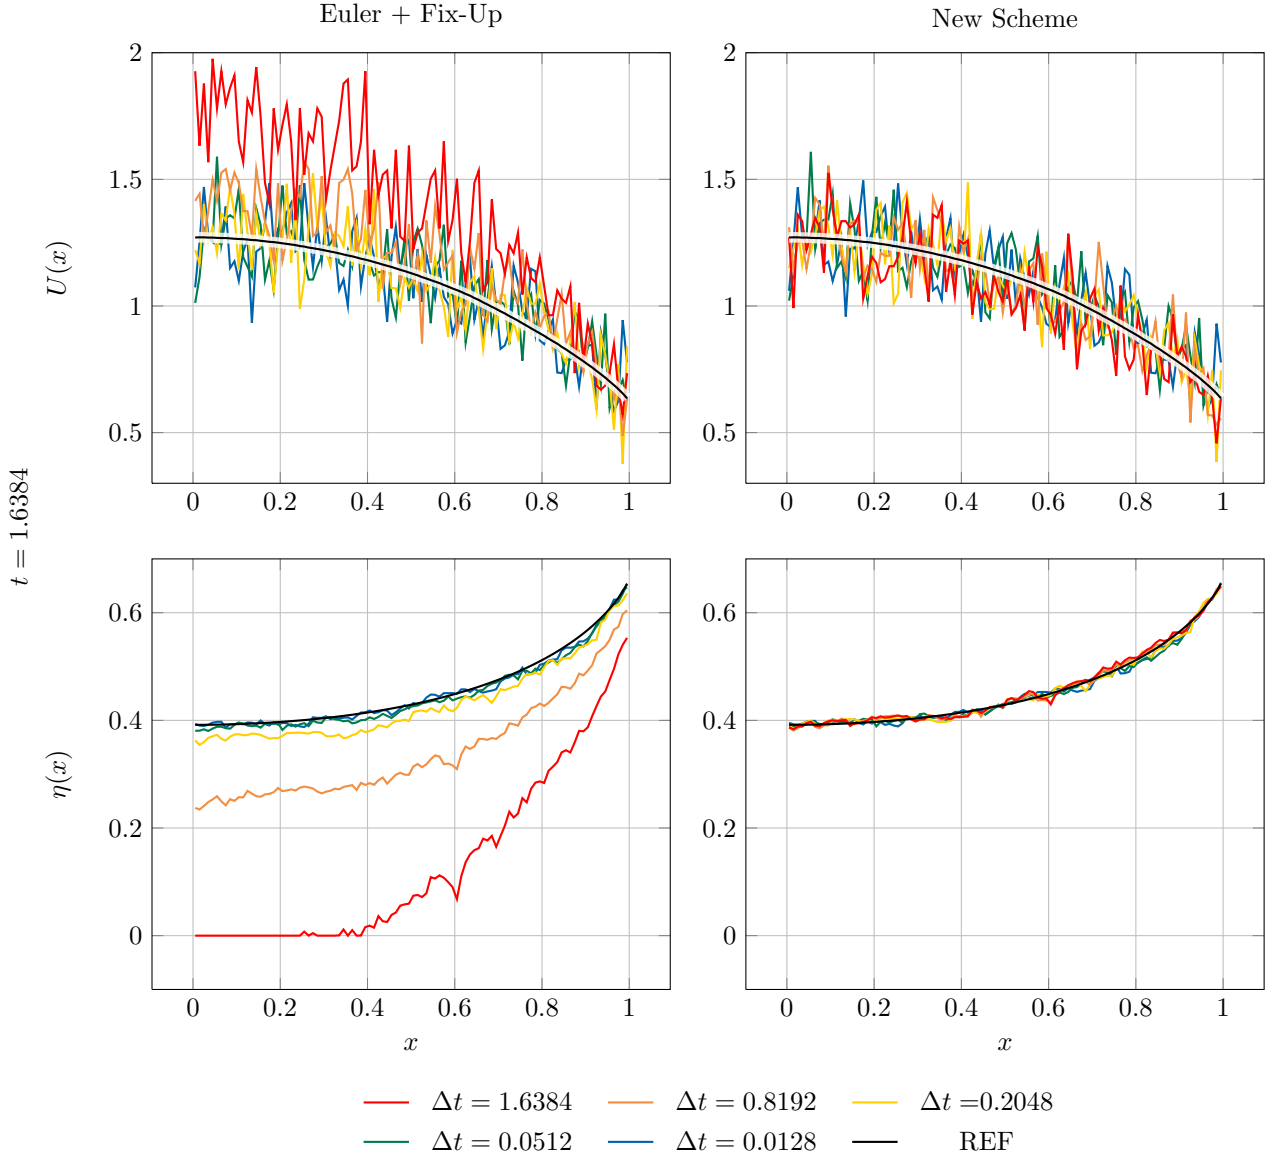 Euler + Fix-Up
New Scheme
2
1.5
1
0.5
0 0.2 0.4 0.6 0.8 1
U(x)
2
1.5
1
0.5
0 0.2 0.4 0.6 0.8 1
t = 1.6384
0.6
0.4
0.2
0
0 0.2 0.4 0.6 0.8 1
η(x)
x
0.6
0.4
0.2
0
0 0.2 0.4 0.6 0.8 1
x
Δt = 1.6384 Δt = 0.8192 Δt =0.2048
Δt = 0.0512 Δt = 0.0128 REF